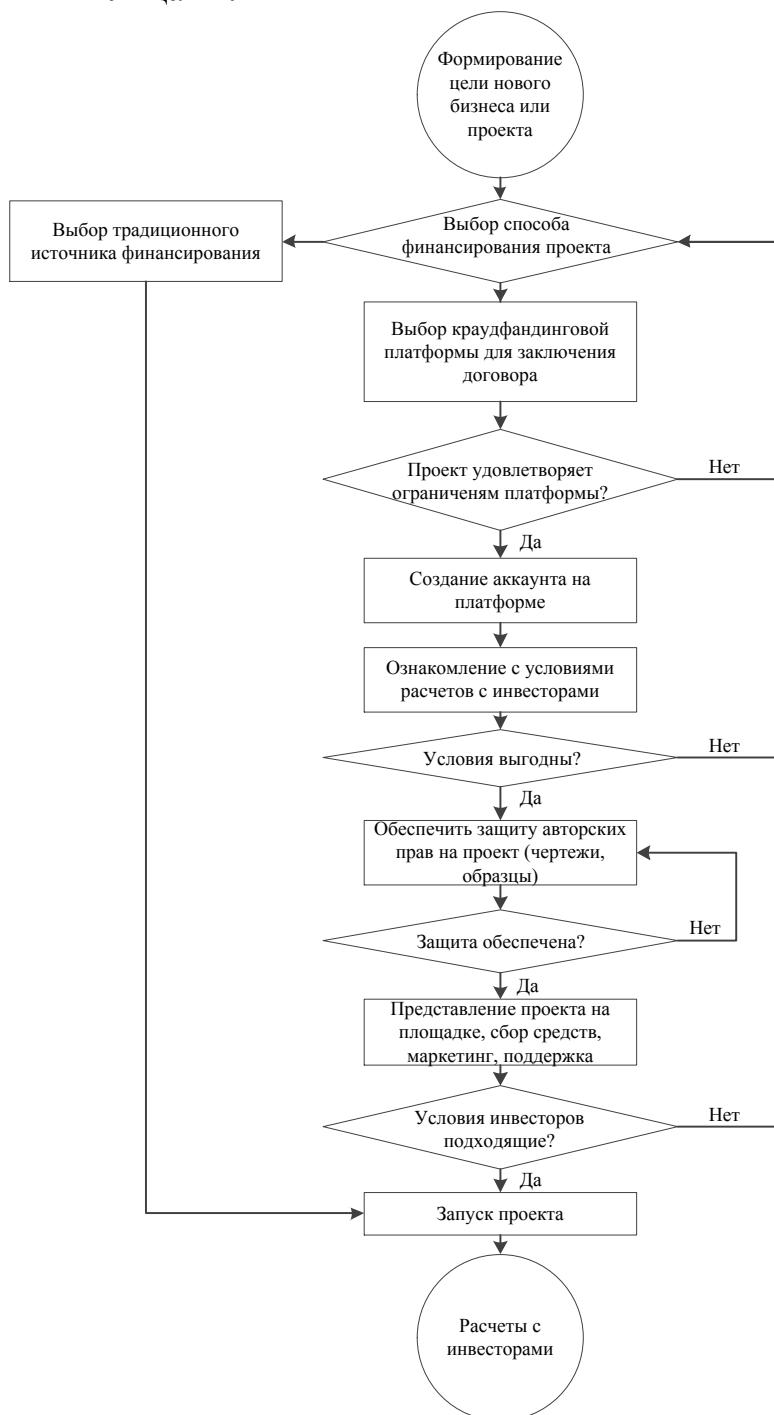 Формирование
цели нового
бизнеса или
проекта
Выбор традиционного
источника финансирования
Выбор способа
финансирования проекта
Выбор краудфандинговой
платформы для заключения
договора
Проект удовлетворяет
ограниченям платформы?
Нет
Да
Создание аккаунта на
платформе
Ознакомление с условиями
расчетов с инвесторами
Условия выгодны?
Нет
Да
Обеспечить защиту авторских
прав на проект (чертежи,
образцы)
Защита обеспечена?
Нет
Да
Представление проекта на
площадке, сбор средств,
маркетинг, поддержка
Условия инвесторов
подходящие?
Нет
Да
Запуск проекта
Расчеты с
инвесторами